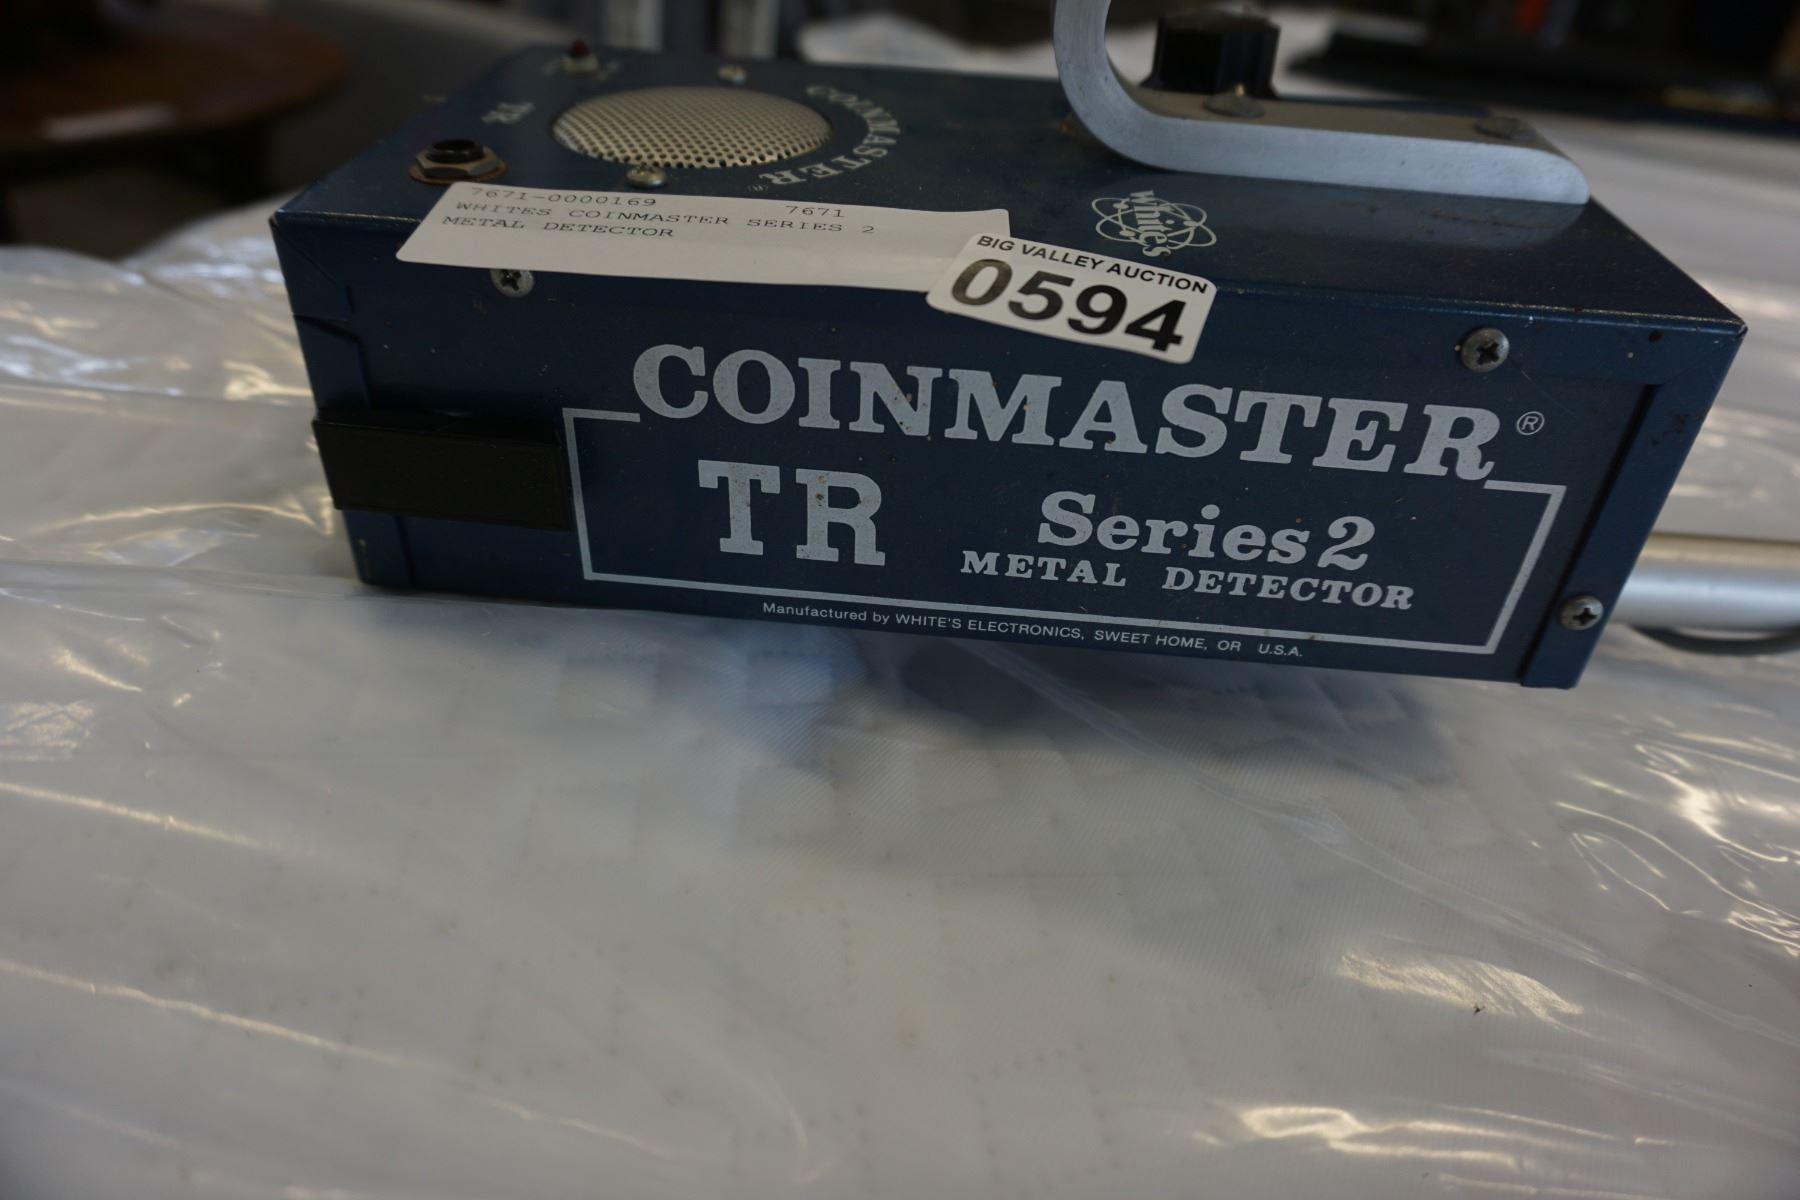 TR
COINMASTER ®
7671-0000169 7671
WHITES COINMASTER SERIES 2
METAL DETECTOR
White's
BIG VALLEY AUCTION
0594
COINMASTER®
TR Series 2
METAL DETECTOR
Manufactured by WHITE'S ELECTRONICS, SWEET HOME, OR U.S.A.